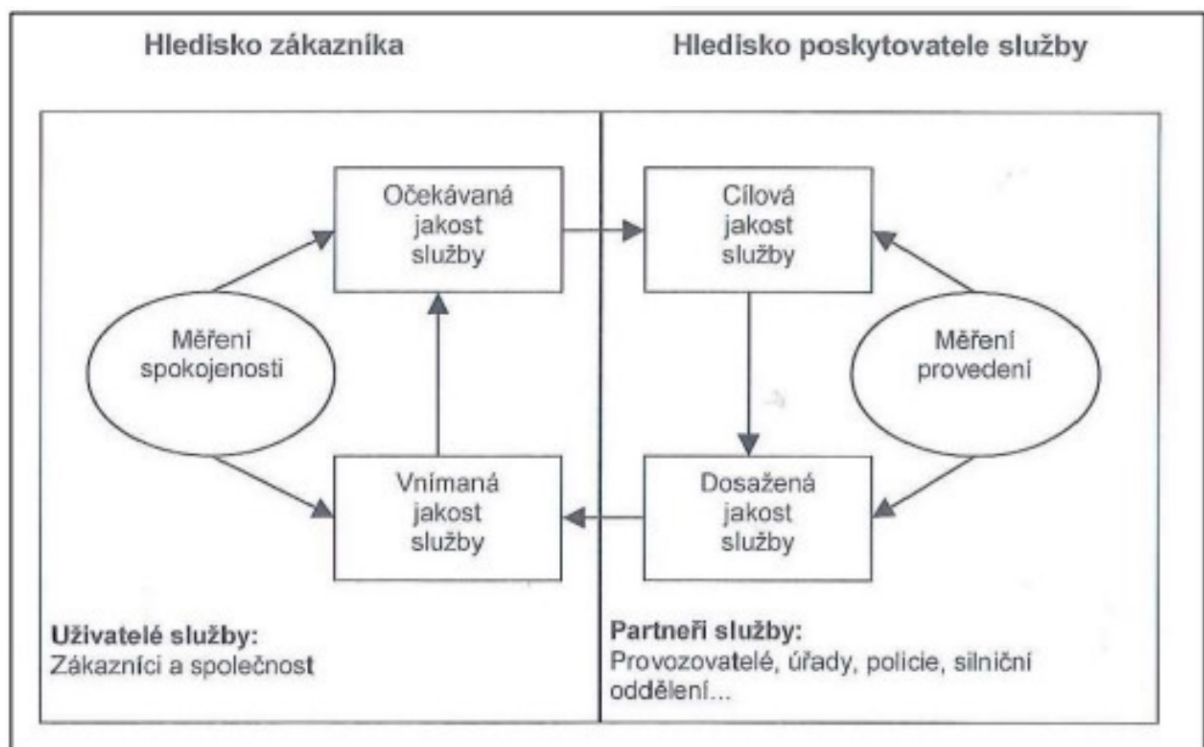 Hledisko zákazníka
Hledisko poskytovatele služby
Očekávaná
jakost
služby
Cílová
jakost
služby
Měření
spokojenosti
Měření
provedení
Vnímaná
jakost
služby
Dosažená
jakost
služby
Uživatelé služby:
Zákazníci a společnost
Partneři služby:
Provozovatelé, úřady, policie, silniční
oddělení...